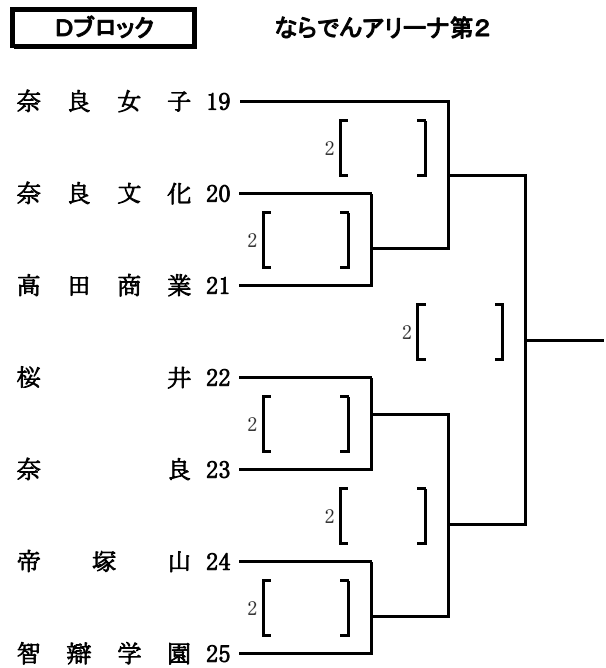 Dブロック ならでんアリーナ第2
奈良女子 19
2
奈良文化 20
2
高田商業 21
2
桜井 22
2
奈良 23
2
帝塚山 24
2
智辯学園 25